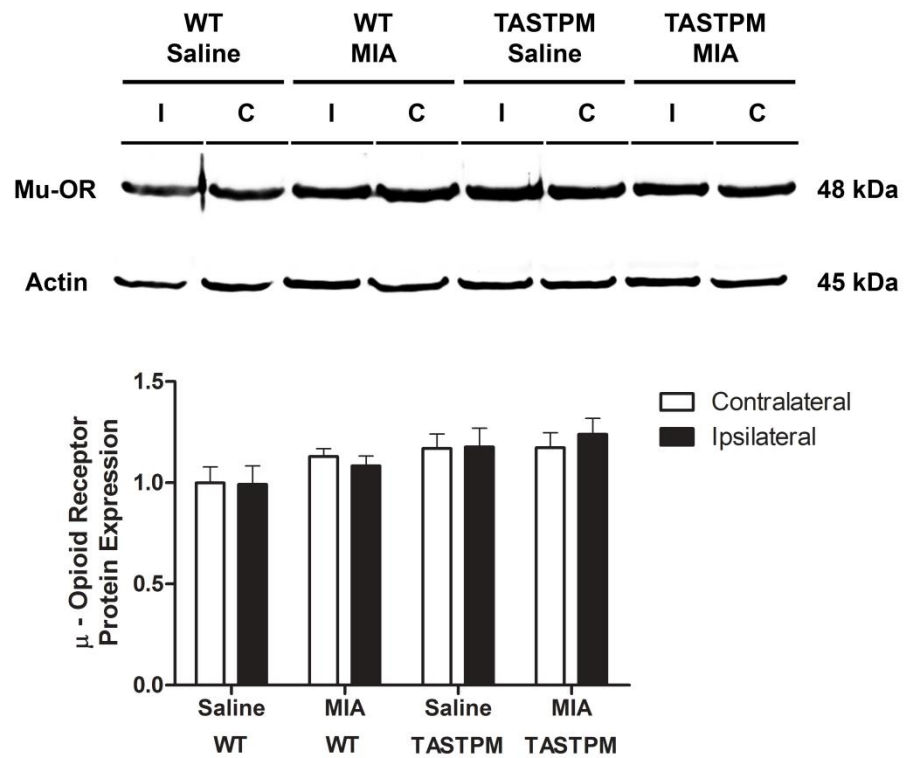 WT WT TASTPM TASTPM
Saline MIA Saline MIA
I C I C I C I C
Mu-OR 48 kDa
Actin 45 kDa
1.5
1.0
0.5
0.0
μ - Opioid Receptor
Protein Expression
Contralateral
Ipsilateral
Saline MIA Saline MIA
WT WT TASTPM TASTPM